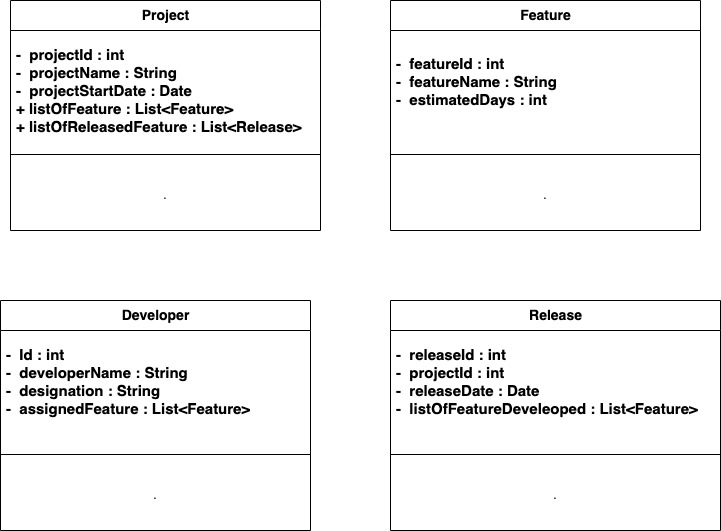 Project
- projectId : int
- projectName : String
- projectStartDate : Date
+ listOfFeature : List<Feature>
+ listOfReleasedFeature : List<Release>
.
Feature
- featureId : int
- featureName : String
- estimatedDays : int
.
Developer
- Id : int
- developerName : String
- designation : String
- assignedFeature : List<Feature>
.
Release
- releaseId : int
- projectId : int
- releaseDate : Date
- listOfFeatureDeveleoped : List<Feature>
.